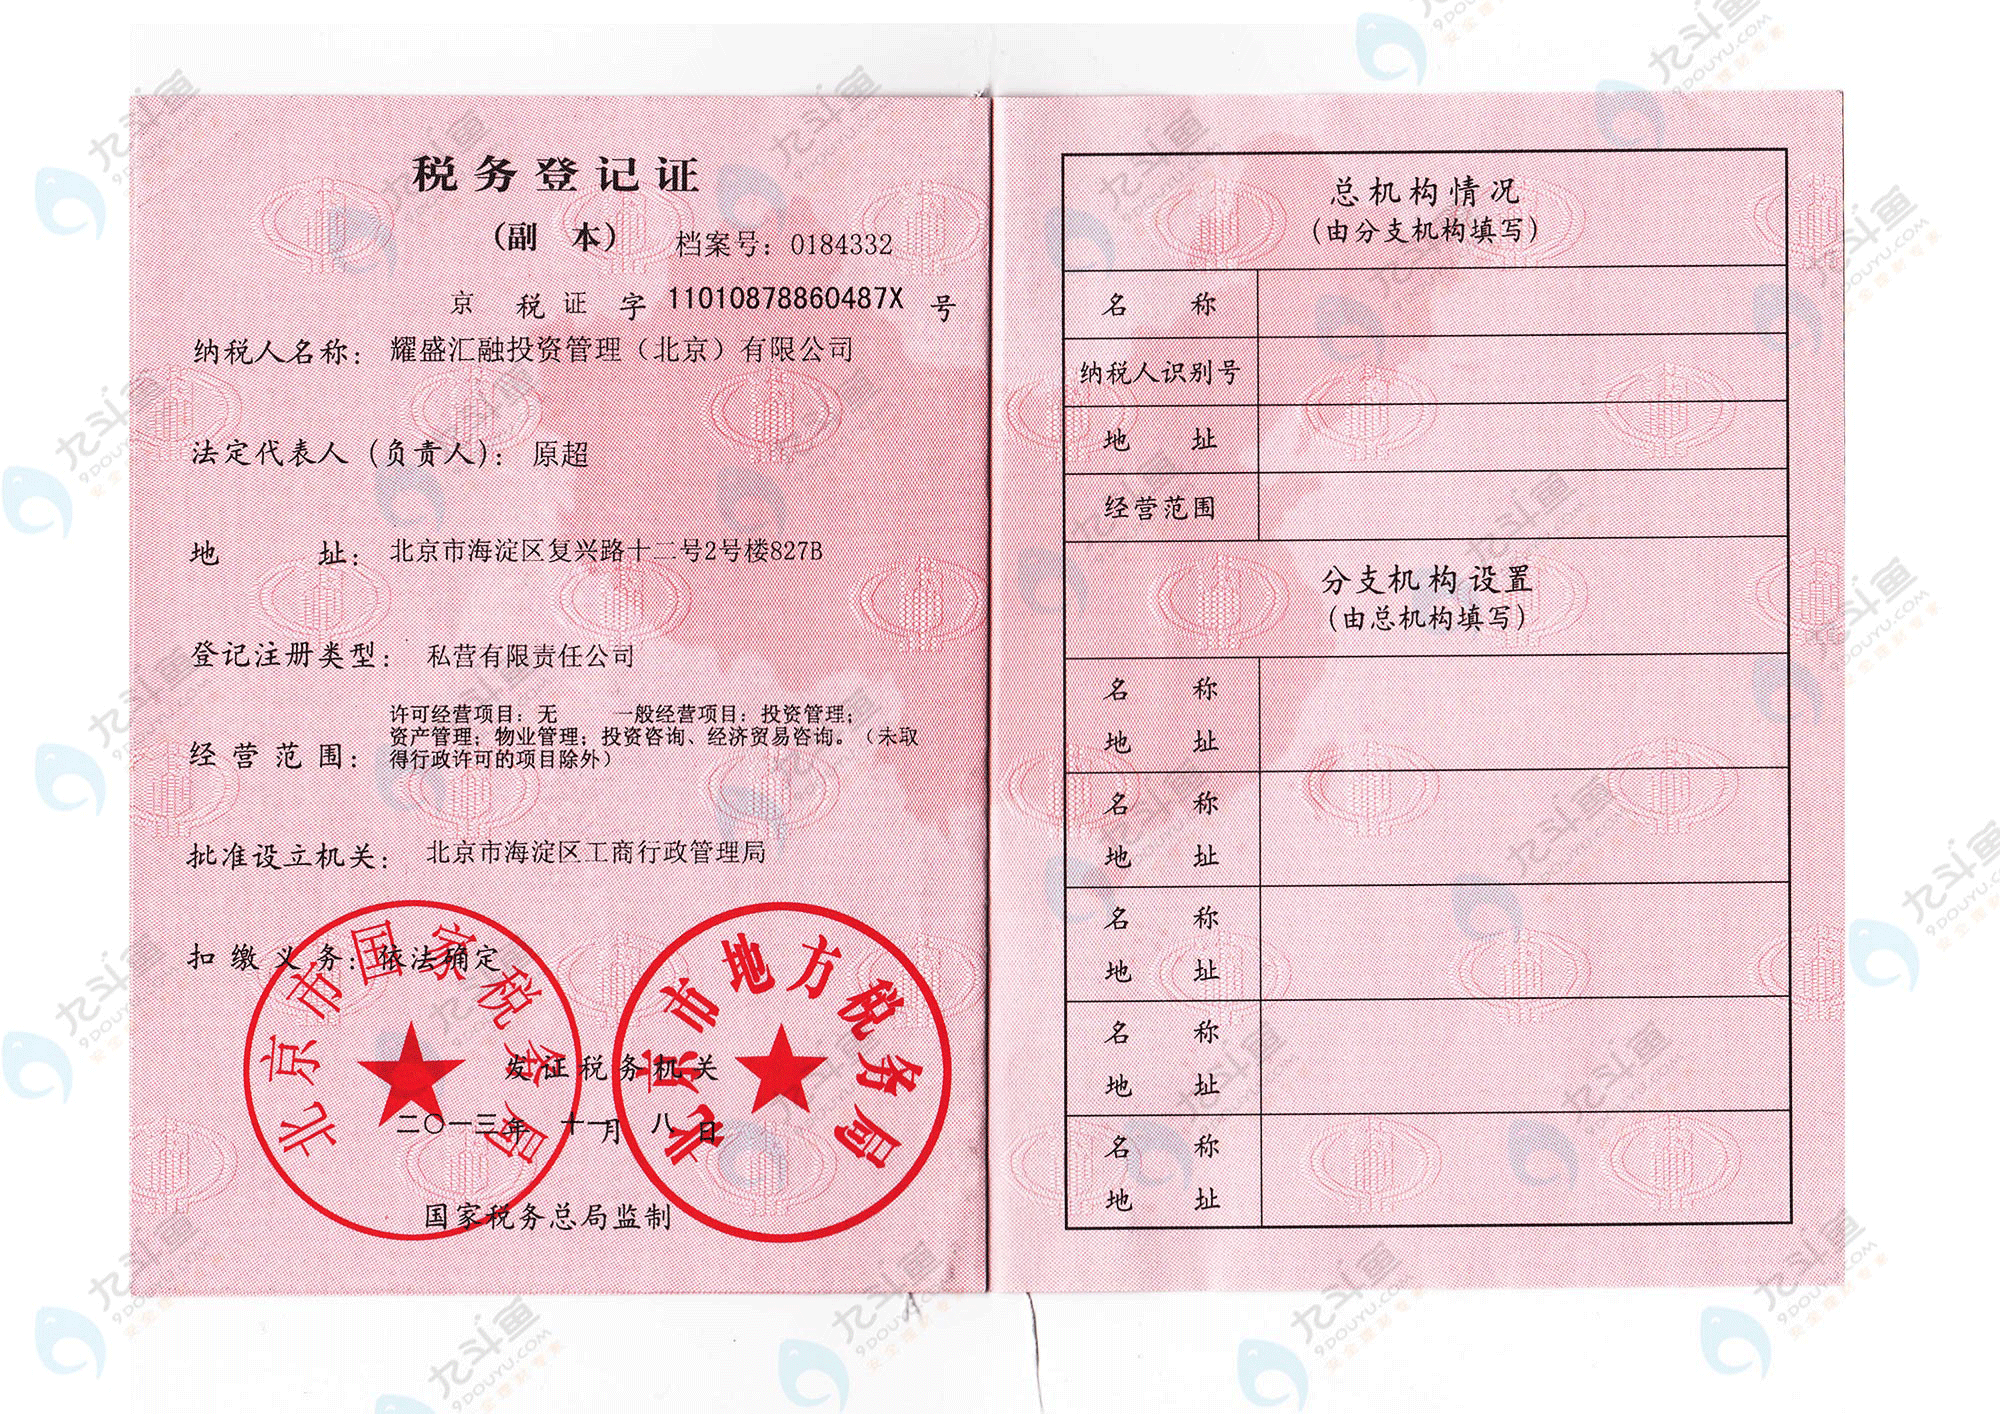 税务登记证
（副 本） 档案号：0184332
京 税 证 字 11010878860487X 号
纳税人名称： 耀盛汇融投资管理（北京）有限公司
法定代表人（负责人）： 原超
地 址： 北京市海淀区复兴路十二号2号楼827B
登记注册类型： 私营有限责任公司
许可经营项目：无 一般经营项目：投资管理；
资产管理；物业管理；投资咨询、经济贸易咨询。（未取
经营范围： 得行政许可的项目除外）
批准设立机关： 北京市海淀区工商行政管理局
扣缴义务：依法确定
北京市国家税务局
北京市地方税务局
发证税务机关
二〇一三年 十一月 八 日
国家税务总局监制
总机构情况
（由分支机构填写）
名 称
纳税人识别号
地 址
经营范围
分支机构设置
（由总机构填写）
名 称
地 址
名 称
地 址
名 称
地 址
名 称
地 址
名 称
地 址
九斗鱼
9DOUYU.COM
安全理财专家